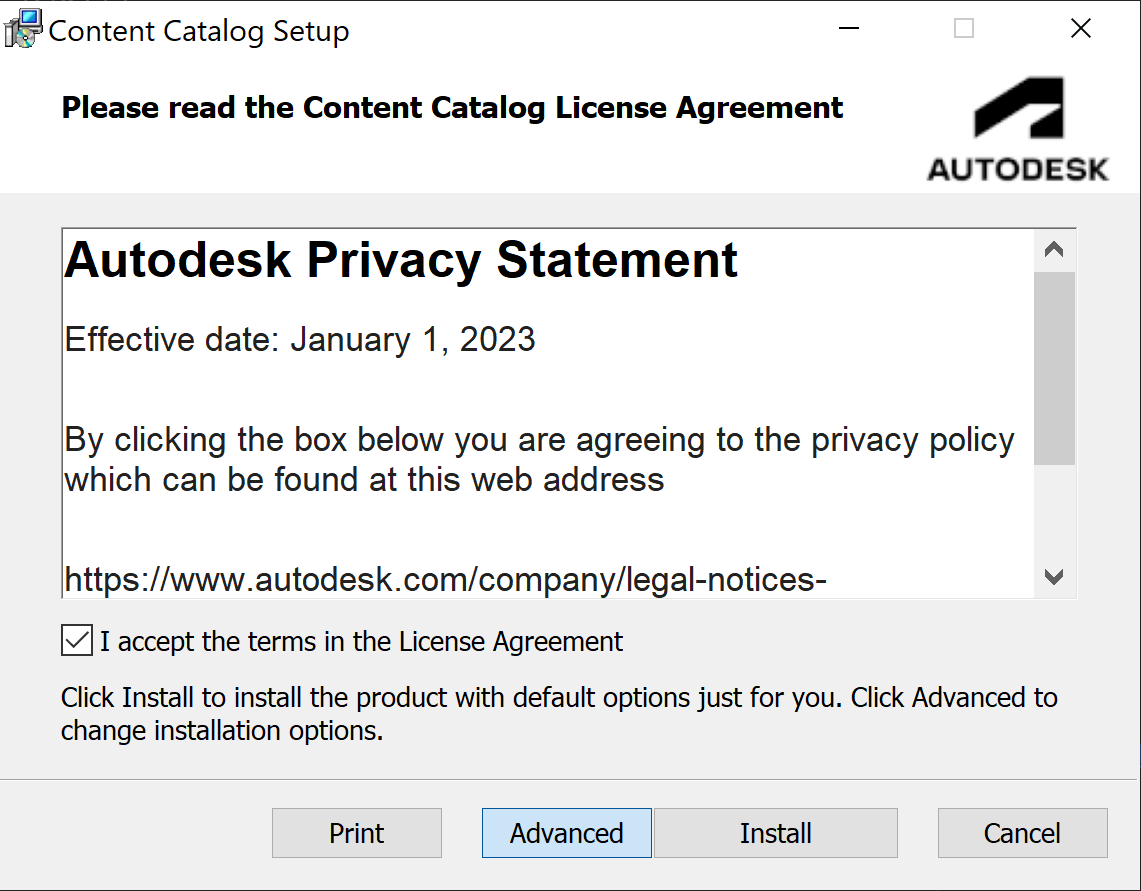 Content Catalog Setup
Please read the Content Catalog License Agreement
AUTODESK
Autodesk Privacy Statement
Effective date: January 1, 2023
By clicking the box below you are agreeing to the privacy policy
which can be found at this web address
https://www.autodesk.com/company/legal-notices-
I accept the terms in the License Agreement
Click Install to install the product with default options just for you. Click Advanced to
change installation options.
Print
Advanced
Install
Cancel